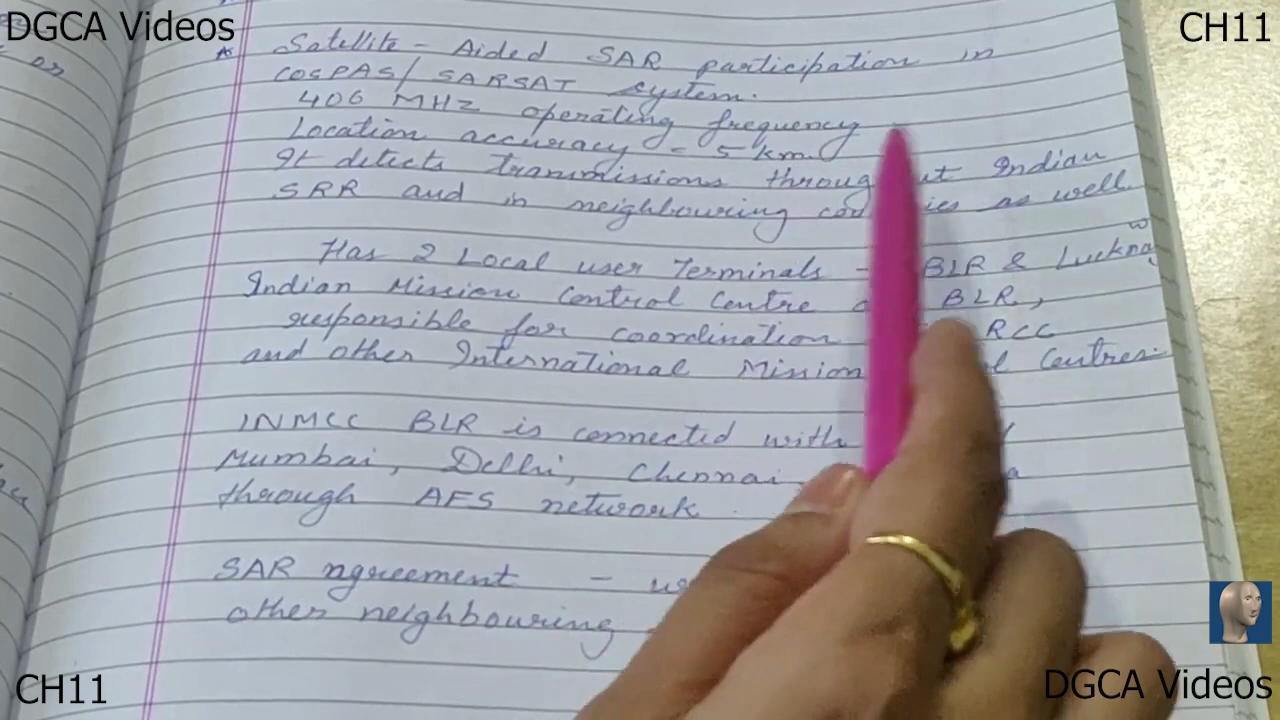 DGCA Videos
CH11
Satellite - Aided SAR participation in
COSPAS/SARSAT system.
406 MHz operating frequency
Location accuracy - 5 km.
It detects transmissions throughout Indian
SRR and in neighbouring as well.
Has 2 Local user Terminals - BLR & Lucknow
Indian Mission Control Centre BLR,
responsible for coordination RCC
and other International Mission Centres.
INMCC BLR is connected with
Mumbai, Delhi, Chennai
through AFS network.
SAR agreement -
other neighbouring
CH11
DGCA Videos